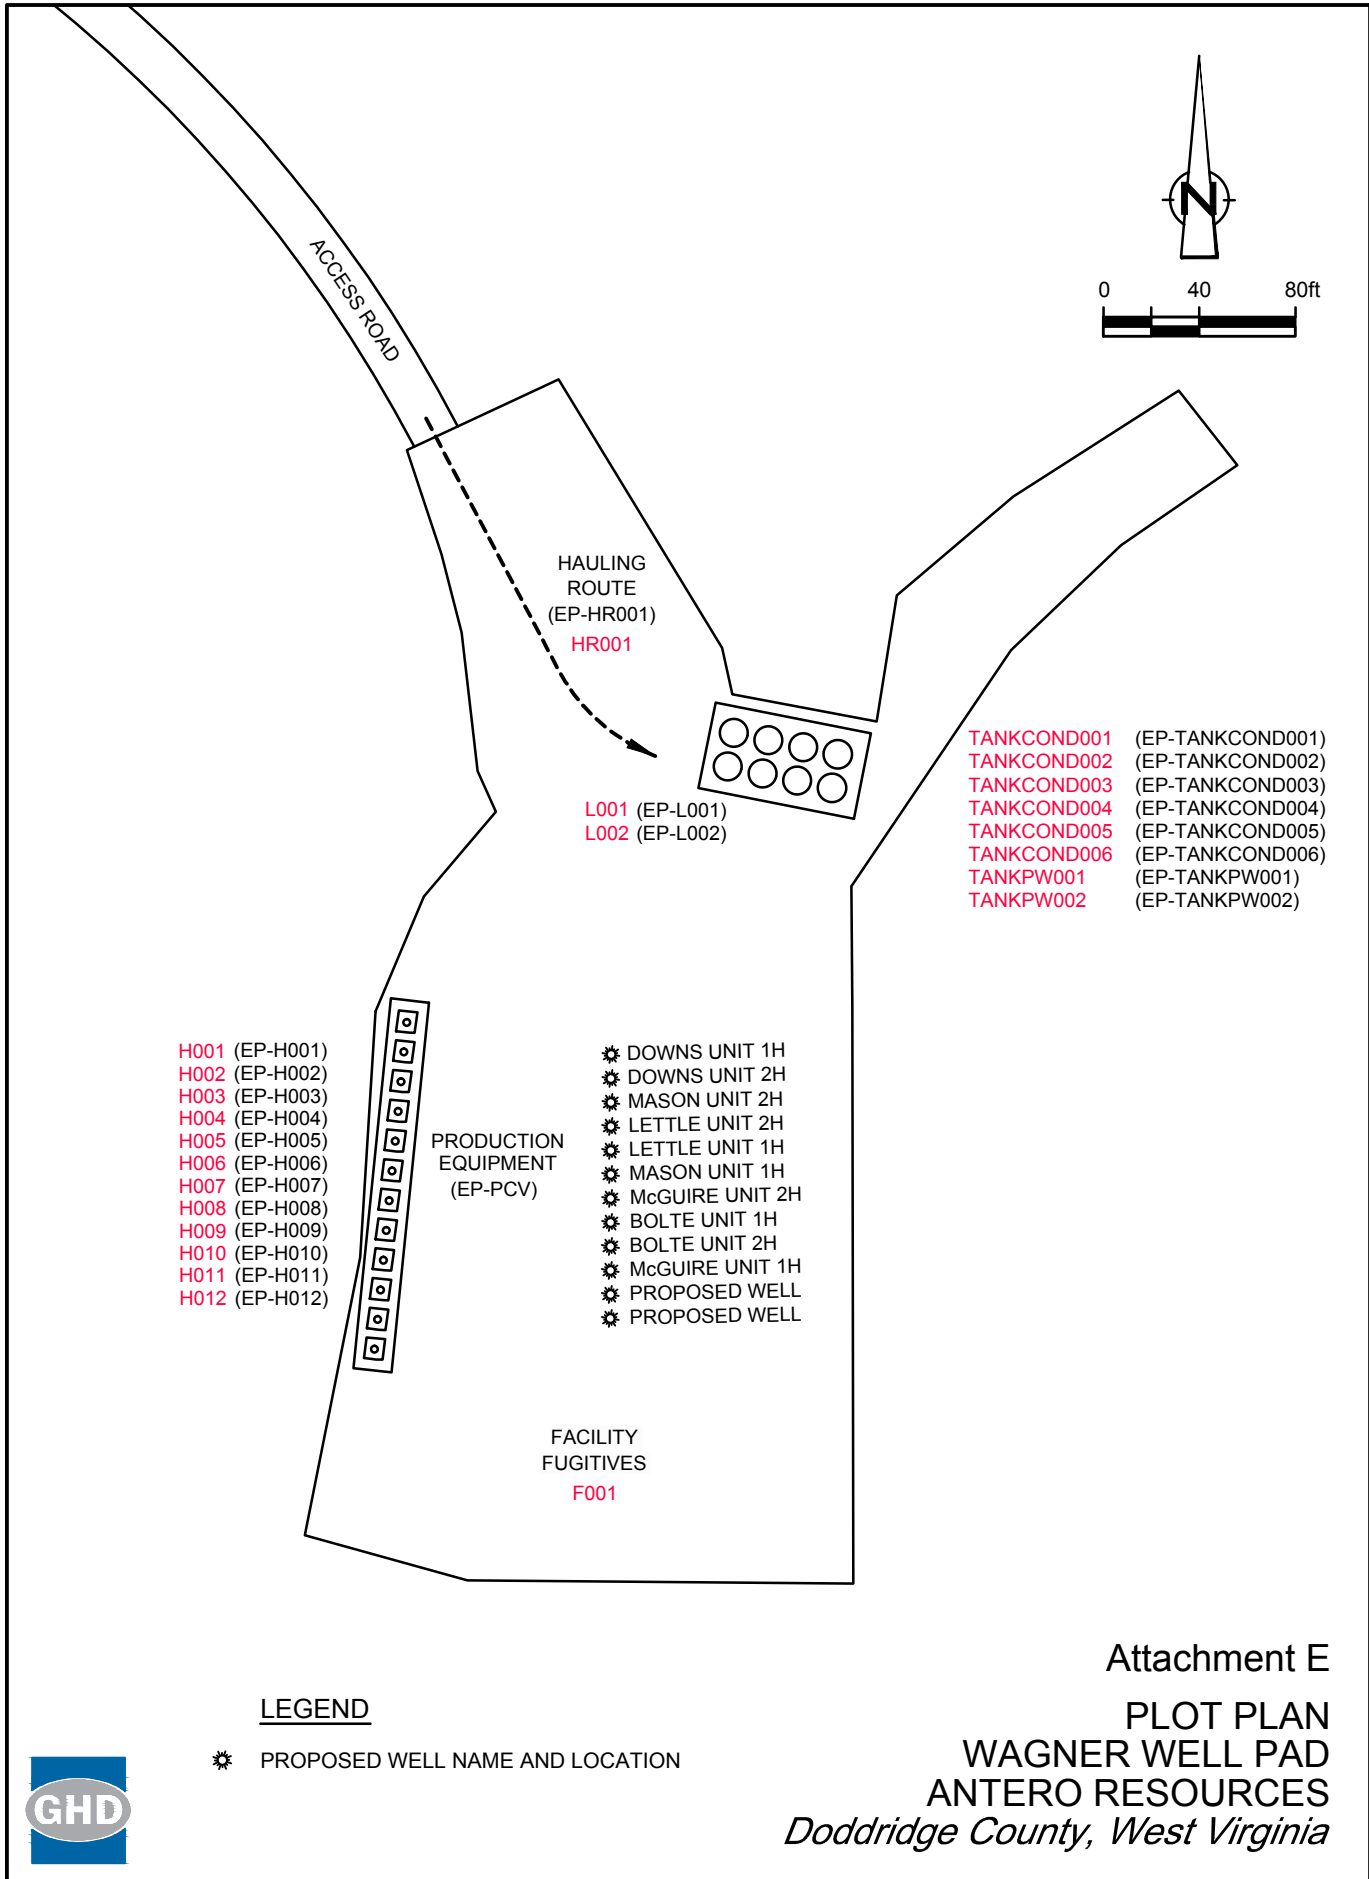 N
0 40 80ft
ACCESS ROAD
HAULING
ROUTE
(EP-HR001)
HR001
TANKCOND001 (EP-TANKCOND001)
TANKCOND002 (EP-TANKCOND002)
TANKCOND003 (EP-TANKCOND003)
TANKCOND004 (EP-TANKCOND004)
TANKCOND005 (EP-TANKCOND005)
TANKCOND006 (EP-TANKCOND006)
TANKPW001 (EP-TANKPW001)
TANKPW002 (EP-TANKPW002)
L001 (EP-L001)
L002 (EP-L002)
H001 (EP-H001)
H002 (EP-H002)
H003 (EP-H003)
H004 (EP-H004)
H005 (EP-H005)
H006 (EP-H006)
H007 (EP-H007)
H008 (EP-H008)
H009 (EP-H009)
H010 (EP-H010)
H011 (EP-H011)
H012 (EP-H012)
PRODUCTION
EQUIPMENT
(EP-PCV)
DOWNS UNIT 1H
DOWNS UNIT 2H
MASON UNIT 2H
LETTLE UNIT 2H
LETTLE UNIT 1H
MASON UNIT 1H
McGUIRE UNIT 2H
BOLTE UNIT 1H
BOLTE UNIT 2H
McGUIRE UNIT 1H
PROPOSED WELL
PROPOSED WELL
FACILITY
FUGITIVES
F001
LEGEND
PROPOSED WELL NAME AND LOCATION
GHD
Attachment E
PLOT PLAN
WAGNER WELL PAD
ANTERO RESOURCES
Doddridge County, West Virginia